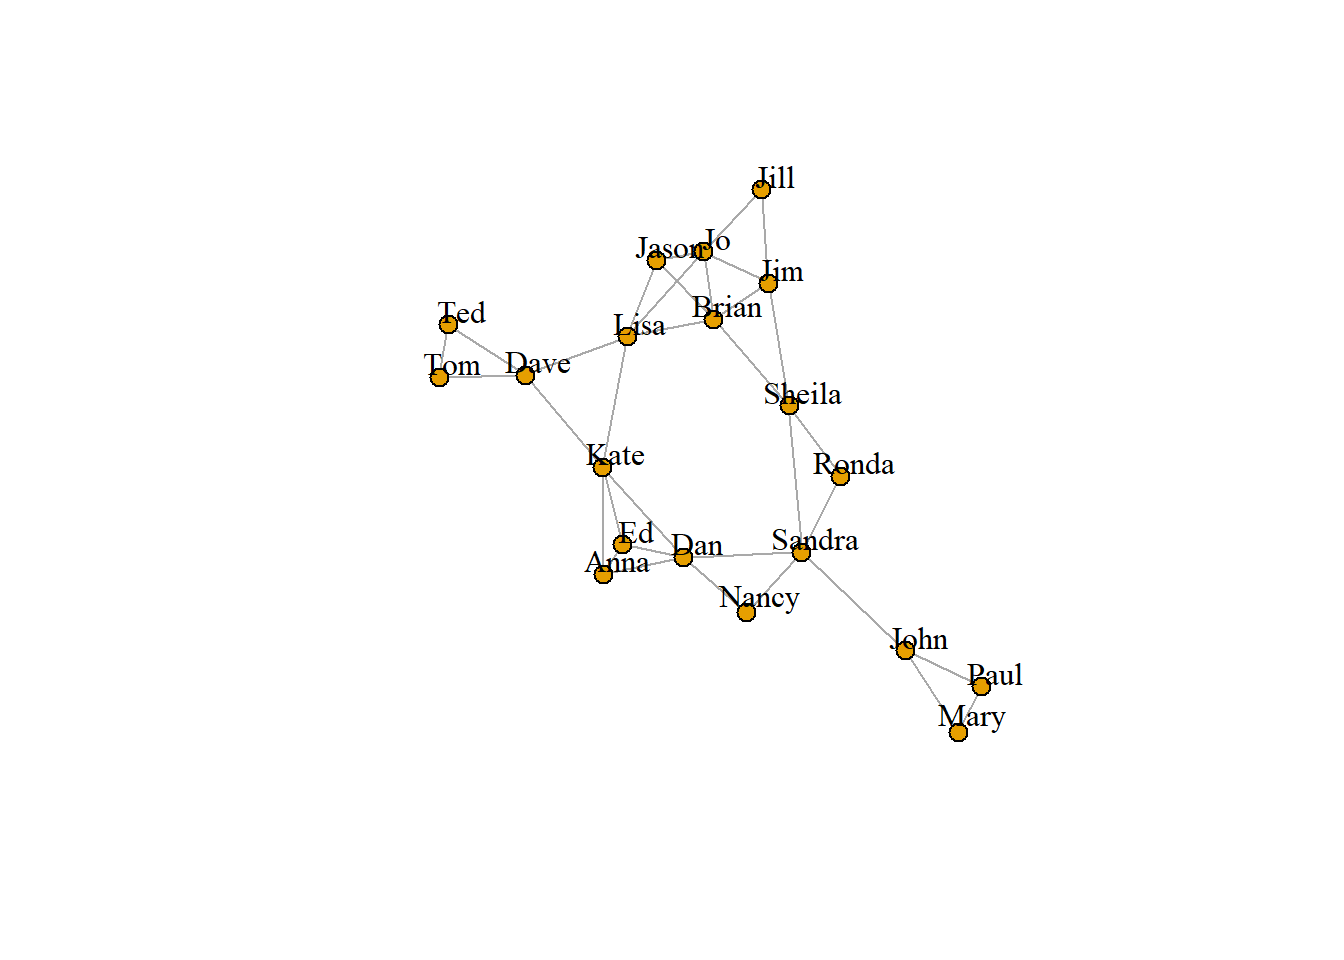 Jill
Jo
Jason
Jim
Brian
Ted
Lisa
Dave
Tom
Sheila
Kate
Ronda
Ed
Sandra
Dan
Anna
Nancy
John
Paul
Mary